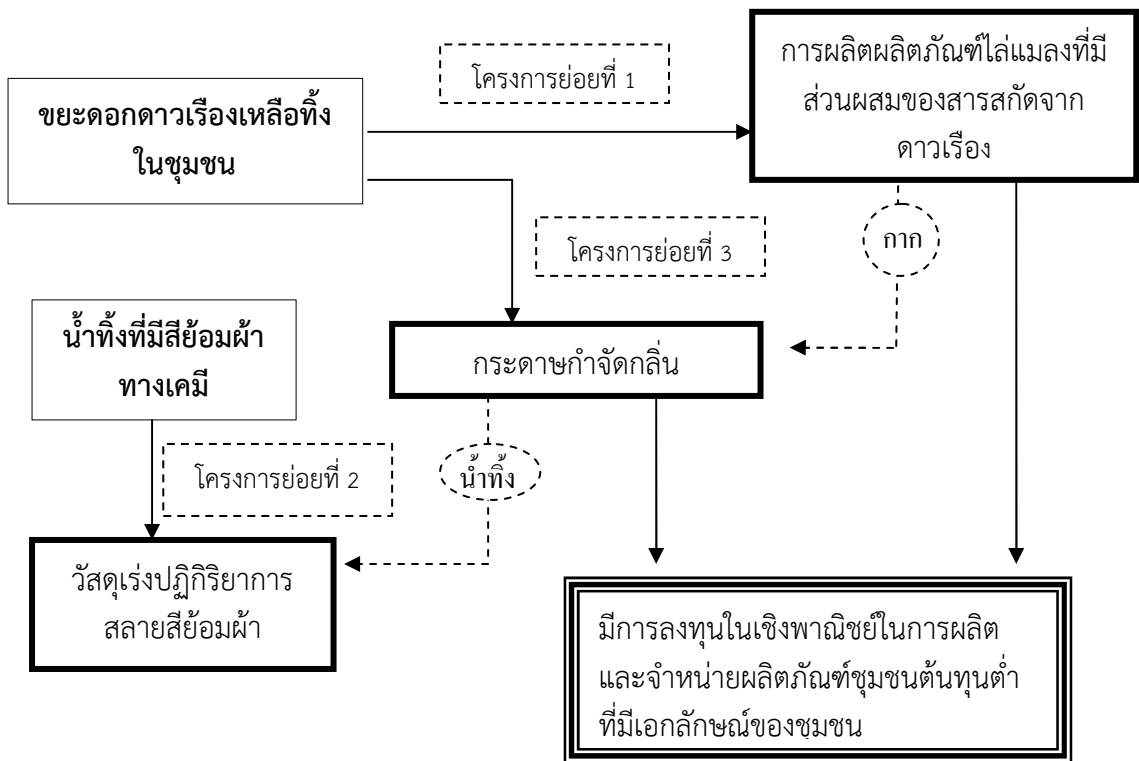 โครงการย่อยที่ 1
การผลิตผลิตภัณฑ์ไล่แมลงที่มี
ส่วนผสมของสารสกัดจาก
ดาวเรือง
ขยะดอกดาวเรืองเหลือทิ้ง
ในชุมชน
โครงการย่อยที่ 3
กาก
น้ำทิ้งที่มีสีย้อมผ้า
ทางเคมี
กระดาษกำจัดกลิ่น
โครงการย่อยที่ 2
น้ำทิ้ง
วัสดุเร่งปฏิกิริยาการ
สลายสีย้อมผ้า
มีการลงทุนในเชิงพาณิชย์ในการผลิต
และจำหน่ายผลิตภัณฑ์ชุมชนต้นทุนต่ำ
ที่มีเอกลักษณ์ของชุมชน